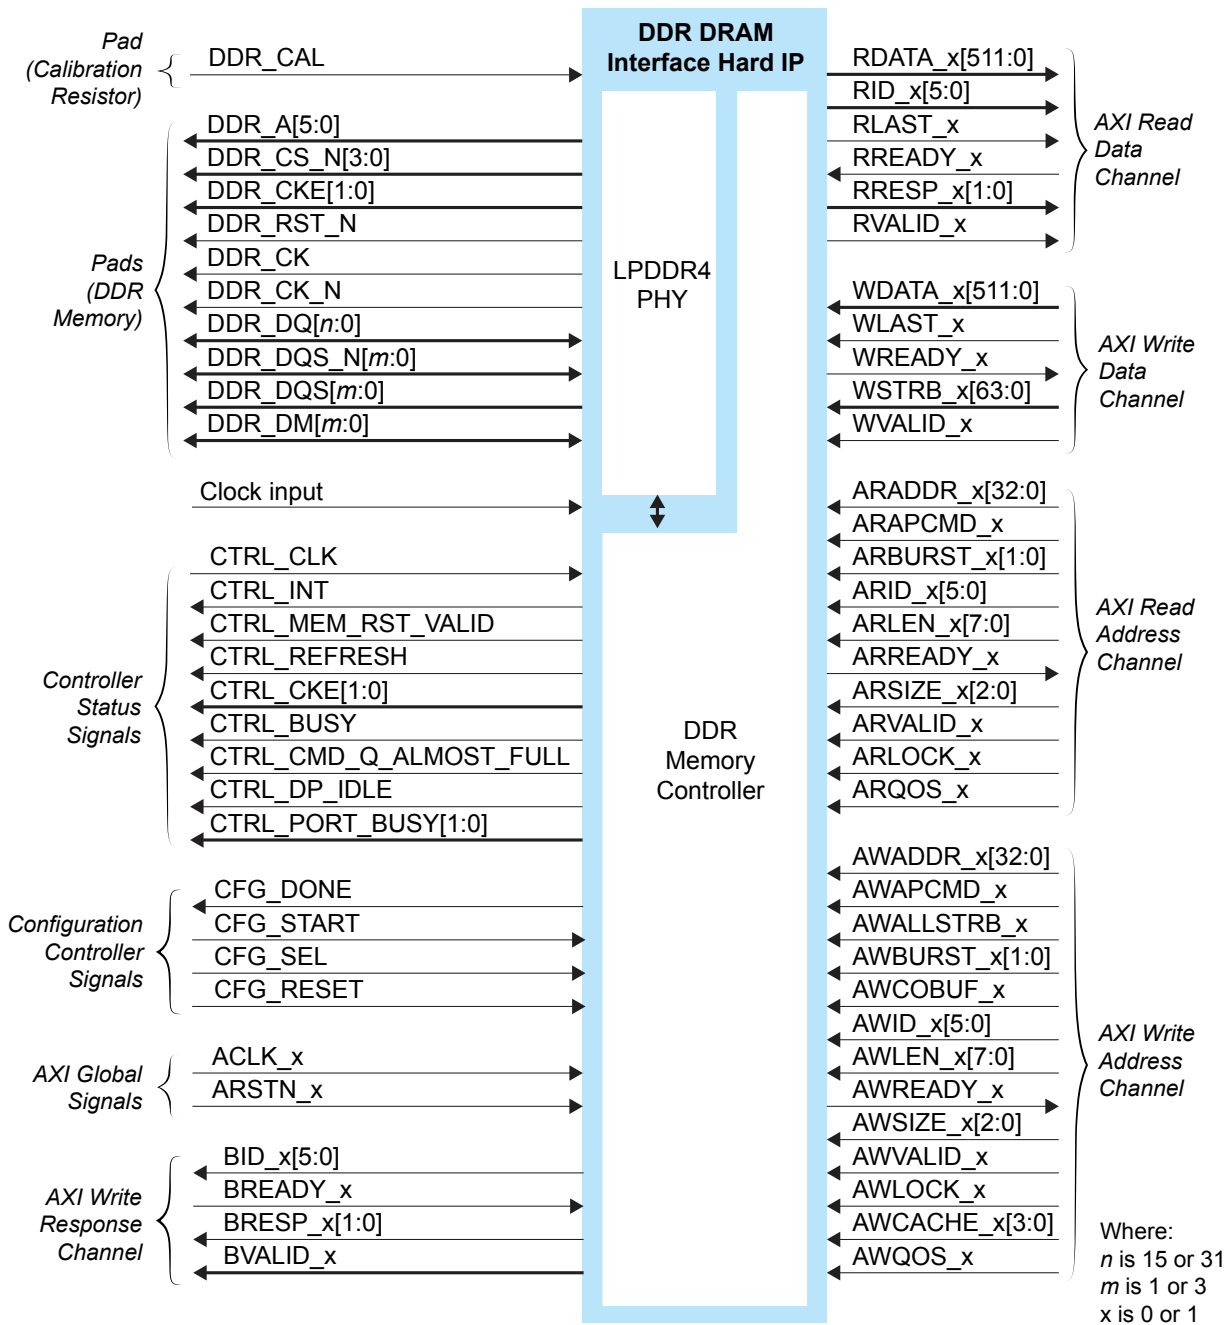 DDR DRAM
Interface Hard IP
Pad
(Calibration
Resistor)
DDR_CAL
Pads
(DDR
Memory)
DDR_A[5:0]
DDR_CS_N[3:0]
DDR_CKE[1:0]
DDR_RST_N
DDR_CK
DDR_CK_N
DDR_DQ[n:0]
DDR_DQS_N[m:0]
DDR_DQS[m:0]
DDR_DM[m:0]
Clock input
Controller
Status
Signals
CTRL_CLK
CTRL_INT
CTRL_MEM_RST_VALID
CTRL_REFRESH
CTRL_CKE[1:0]
CTRL_BUSY
CTRL_CMD_Q_ALMOST_FULL
CTRL_DP_IDLE
CTRL_PORT_BUSY[1:0]
Configuration
Controller
Signals
CFG_DONE
CFG_START
CFG_SEL
CFG_RESET
AXI Global
Signals
ACLK_x
ARSTN_x
AXI Write
Response
Channel
BID_x[5:0]
BREADY_x
BRESP_x[1:0]
BVALID_x
LPDDR4
PHY
DDR
Memory
Controller
RDATA_x[511:0]
RID_x[5:0]
RLAST_x
RREADY_x
RRESP_x[1:0]
RVALID_x
AXI Read
Data
Channel
WDATA_x[511:0]
WLAST_x
WREADY_x
WSTRB_x[63:0]
WVALID_x
AXI Write
Data
Channel
ARADDR_x[32:0]
ARAPCMD_x
ARBURST_x[1:0]
ARID_x[5:0]
ARLEN_x[7:0]
ARREADY_x
ARSIZE_x[2:0]
ARVALID_x
ARLOCK_x
ARQOS_x
AXI Read
Address
Channel
AWADDR_x[32:0]
AWAPCMD_x
AWALLSTRB_x
AWBURST_x[1:0]
AWCOBUF_x
AWID_x[5:0]
AWLEN_x[7:0]
AWREADY_x
AWSIZE_x[2:0]
AWVALID_x
AWLOCK_x
AWCACHE_x[3:0]
AWQOS_x
AXI Write
Address
Channel
Where:
n is 15 or 31
m is 1 or 3
x is 0 or 1